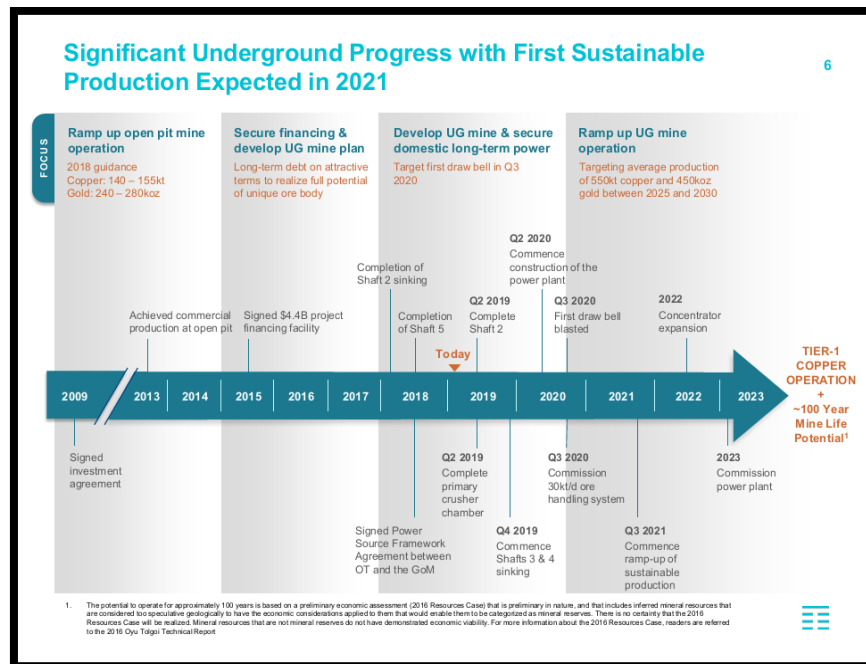 Significant Underground Progress with First Sustainable
Production Expected in 2021
6
FOCUS
Ramp up open pit mine
operation
2018 guidance
Copper: 140 – 155kt
Gold: 240 – 280koz
Secure financing &
develop UG mine plan
Long-term debt on attractive
terms to realize full potential
of unique ore body
Develop UG mine & secure
domestic long-term power
Target first draw bell in Q3
2020
Ramp up UG mine
operation
Targeting average production
of 550kt copper and 450koz
gold between 2025 and 2030
Achieved commercial
production at open pit
Signed $4.4B project
financing facility
Completion of
Shaft 2 sinking
Completion
of Shaft 5
Q2 2019
Complete
Shaft 2
Q2 2020
Commence
construction of the
power plant
Q3 2020
First draw bell
blasted
2022
Concentrator
expansion
Today
2009
2013
2014
2015
2016
2017
2018
2019
2020
2021
2022
2023
TIER-1
COPPER
OPERATION
+
~100 Year
Mine Life
Potential1
Signed
investment
agreement
Signed Power
Source Framework
Agreement between
OT and the GoM
Q2 2019
Complete
primary
crusher
chamber
Q4 2019
Commence
Shafts 3 & 4
sinking
Q3 2020
Commission
30kt/d ore
handling system
Q3 2021
Commence
ramp-up of
sustainable
production
2023
Commission
power plant
1. The potential to operate for approximately 100 years is based on a preliminary economic assessment (2016 Resources Case) that is preliminary in nature, and that includes inferred mineral resources that
are considered too speculative geologically to have the economic considerations applied to them that would enable them to be categorized as mineral reserves. There is no certainty that the 2016
Resources Case will be realized. Mineral resources that are not mineral reserves do not have demonstrated economic viability. For more information about the 2016 Resources Case, readers are referred
to the 2016 Oyu Tolgoi Technical Report